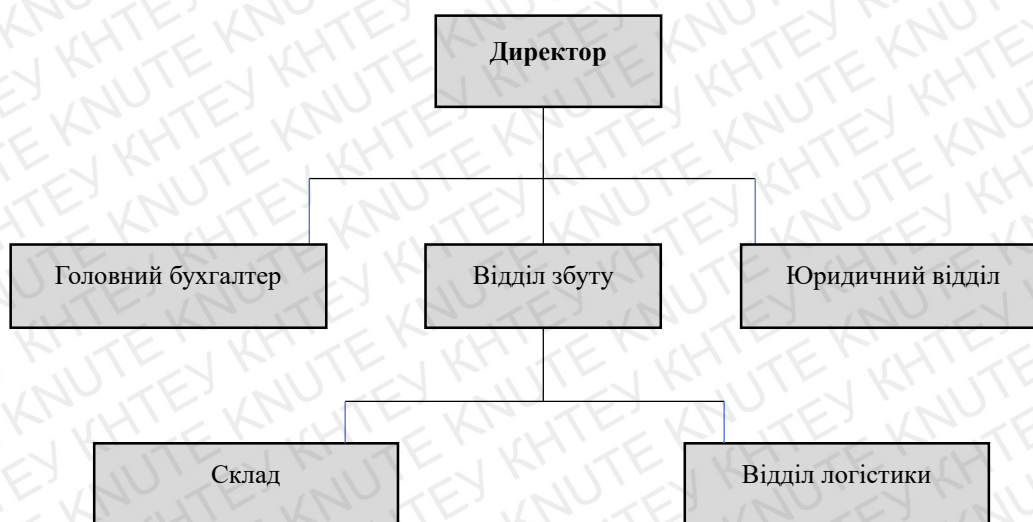 Директор
Головний бухгалтер
Відділ збуту
Юридичний відділ
Склад
Відділ логістики